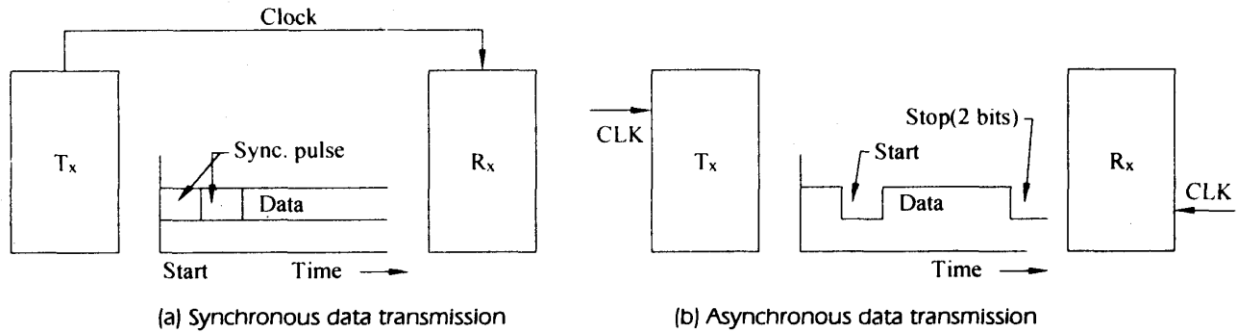 Clock
Tx
Sync. pulse
Data
Start
Time
Rx
(a) Synchronous data transmission
CLK
Tx
Start
Stop(2 bits)
Data
Time
Rx
CLK
(b) Asynchronous data transmission